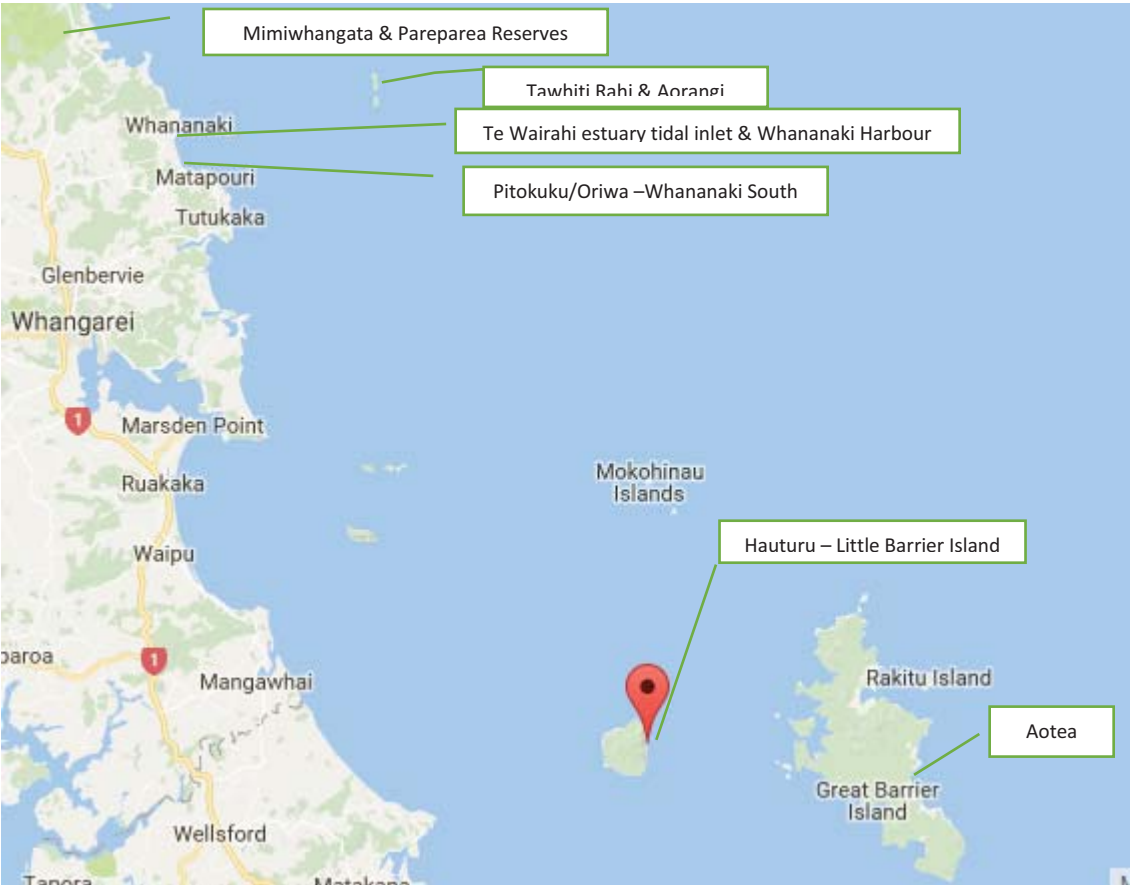 Mimiwhangata & Pareparea Reserves
Tawhiti Rahi & Aorangi
Whananaki
Te Wairahi estuary tidal inlet & Whananaki Harbour
Matapouri
Pitokuku/Oriwa –Whananaki South
Tutukaka
Glenbervie
Whangarei
1
Marsden Point
Mokohinau
Islands
Ruakaka
Hauturu – Little Barrier Island
Waipu
paroa
1
Mangawhai
Rakitu Island
Aotea
Great Barrier
Island
Wellsford
Tapora
Matakana